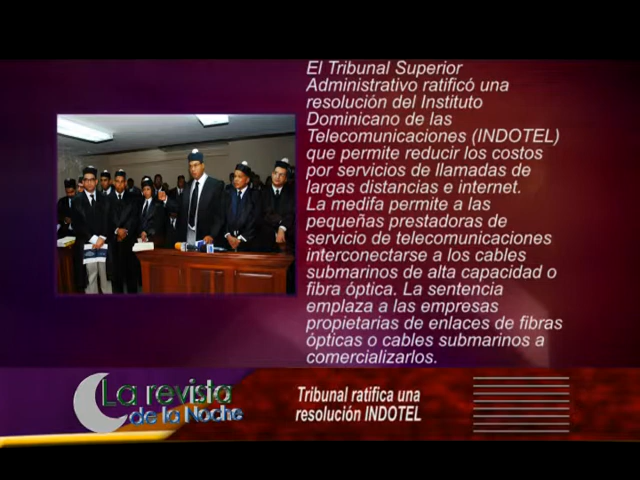 El Tribunal Superior
Administrativo ratificó una
resolución del Instituto
Dominicano de las
Telecomunicaciones (INDOTEL)
que permite reducir los costos
por servicios de llamadas de
largas distancias e internet.
La medifa permite a las
pequeñas prestadoras de
servicio de telecomunicaciones
interconectarse a los cables
submarinos de alta capacidad o
fibra óptica. La sentencia
emplaza a las empresas
propietarias de enlaces de fibras
ópticas o cables submarinos a
comercializarlos.
La revista
de la Noche
Tribunal ratifica una
resolución INDOTEL